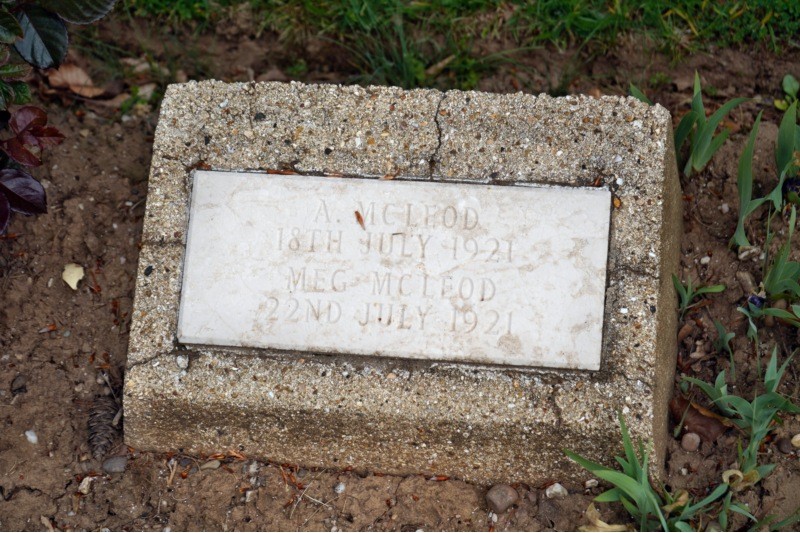 A. MCLEOD
18TH JULY 1921
MEG MCLEOD
22ND JULY 1921